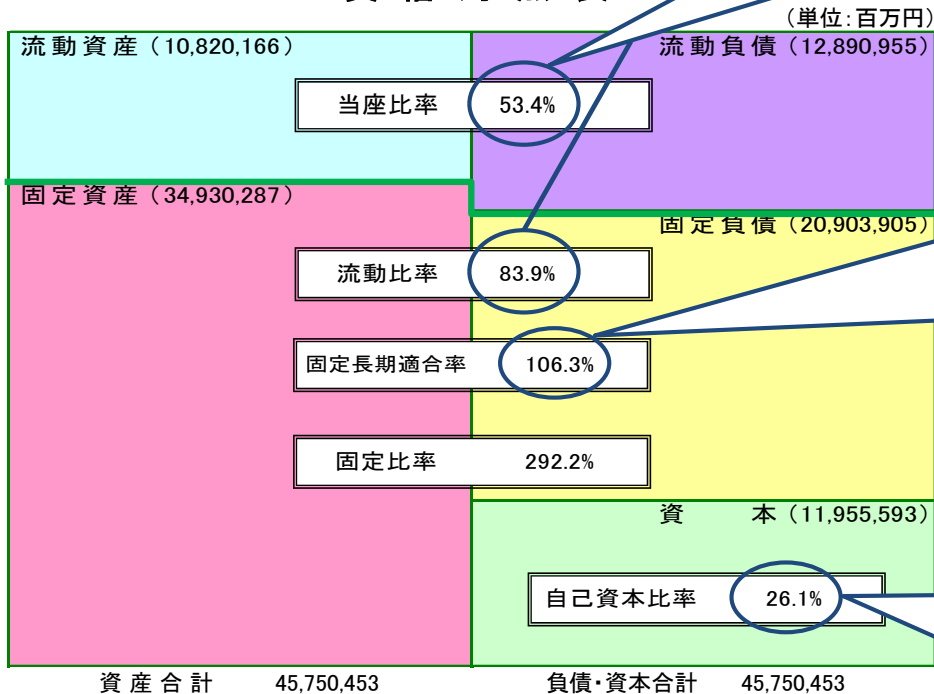 (単位:百万円)
流動資産(10,820,166)
流動負債(12,890,955)
当座比率 53.4%
固定資産(34,930,287)
固定負債(20,903,905)
流動比率 83.9%
固定長期適合率 106.3%
固定比率 292.2%
資 本(11,955,593)
自己資本比率 26.1%
資産合計 45,750,453
負債・資本合計 45,750,453